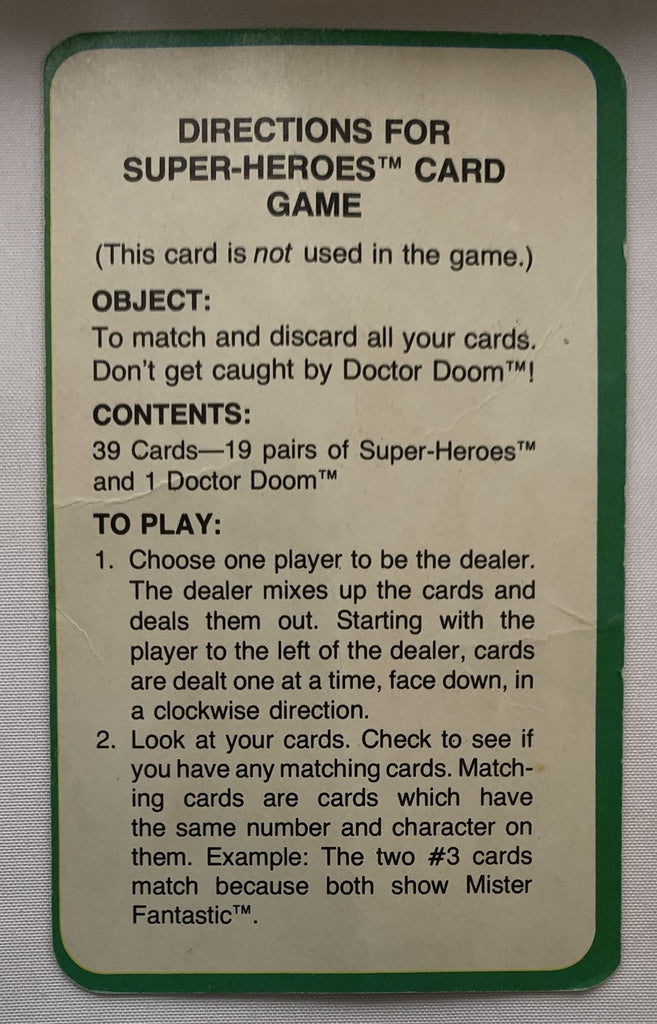 DIRECTIONS FOR
SUPER-HEROES™ CARD
GAME
(This card is not used in the game.)
OBJECT:
To match and discard all your cards.
Don't get caught by Doctor Doom™!
CONTENTS:
39 Cards—19 pairs of Super-Heroes™
and 1 Doctor Doom™
TO PLAY:
1. Choose one player to be the dealer.
The dealer mixes up the cards and
deals them out. Starting with the
player to the left of the dealer, cards
are dealt one at a time, face down, in
a clockwise direction.
2. Look at your cards. Check to see if
you have any matching cards. Match-
ing cards are cards which have
the same number and character on
them. Example: The two #3 cards
match because both show Mister
Fantastic™.